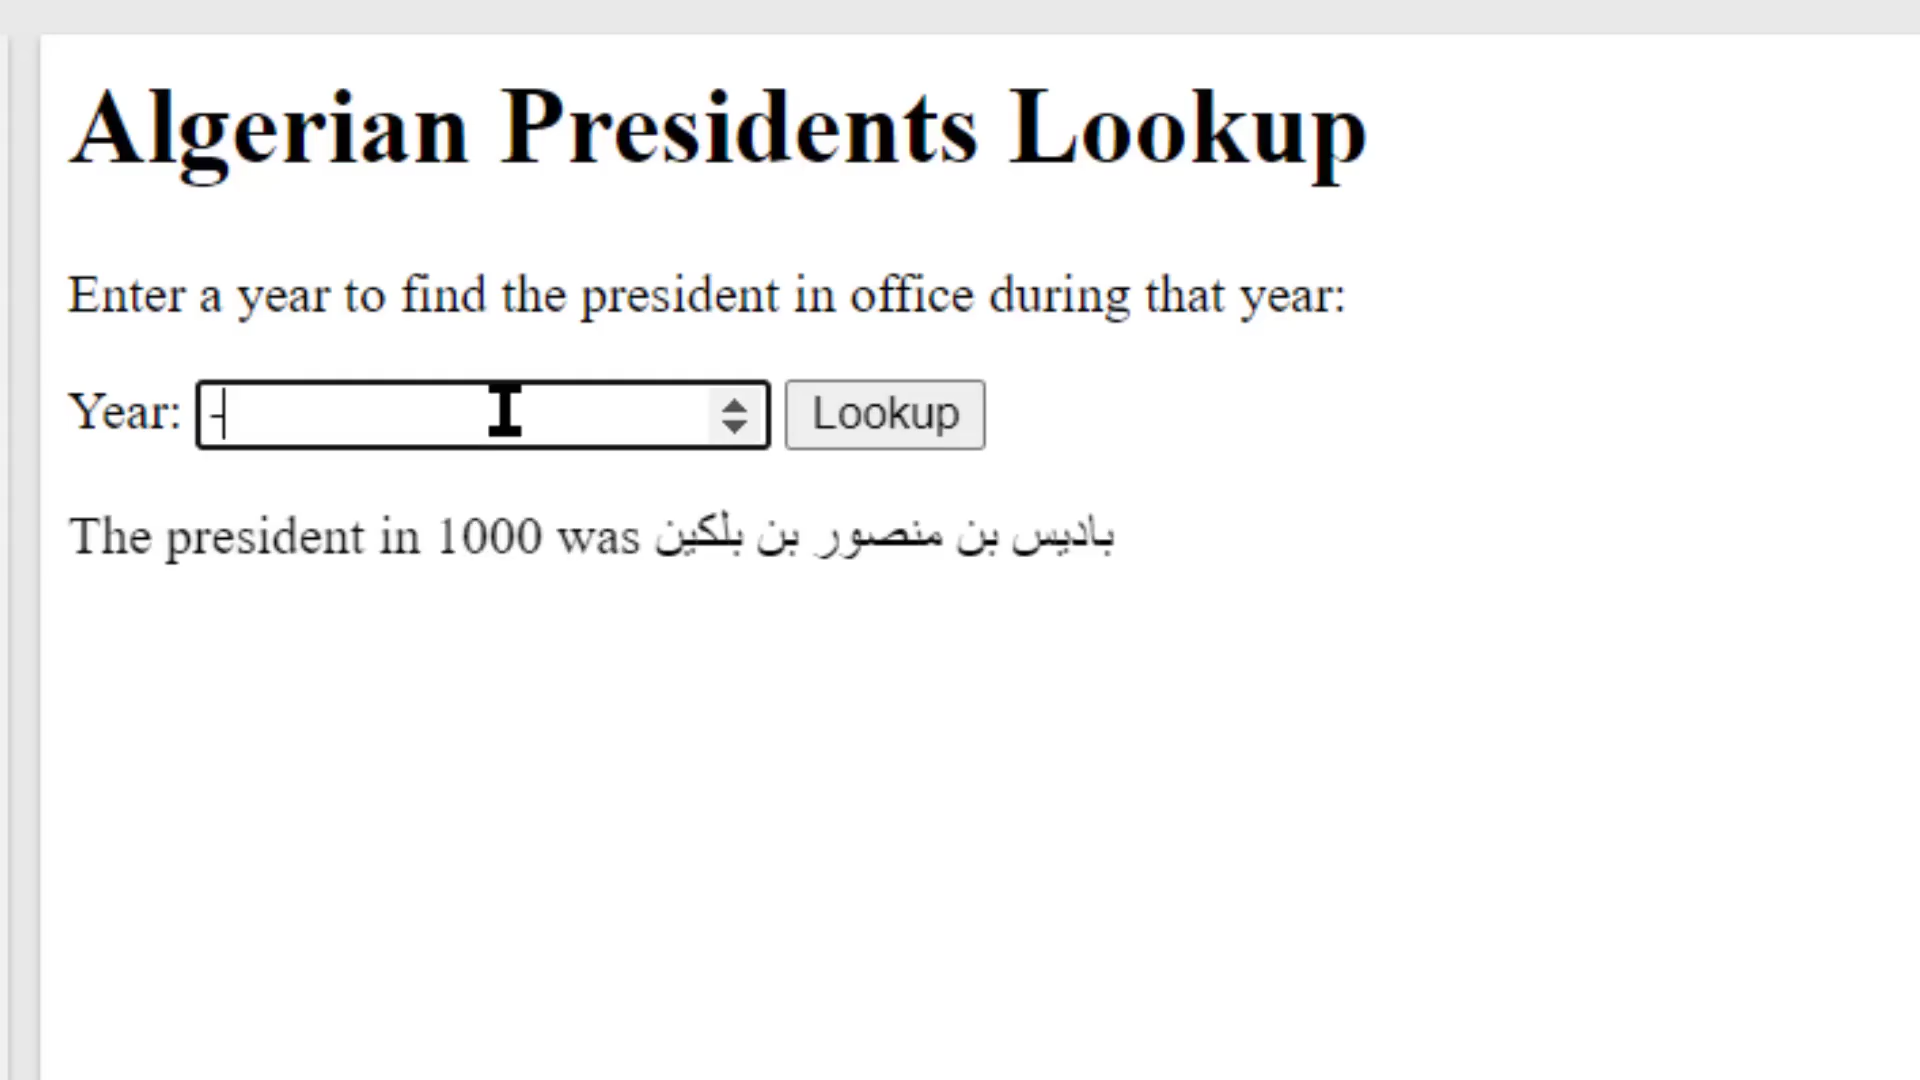 Algerian Presidents Lookup
Enter a year to find the president in office during that year:
Year: - Lookup
The president in 1000 was باديس بن منصور بن بلكين